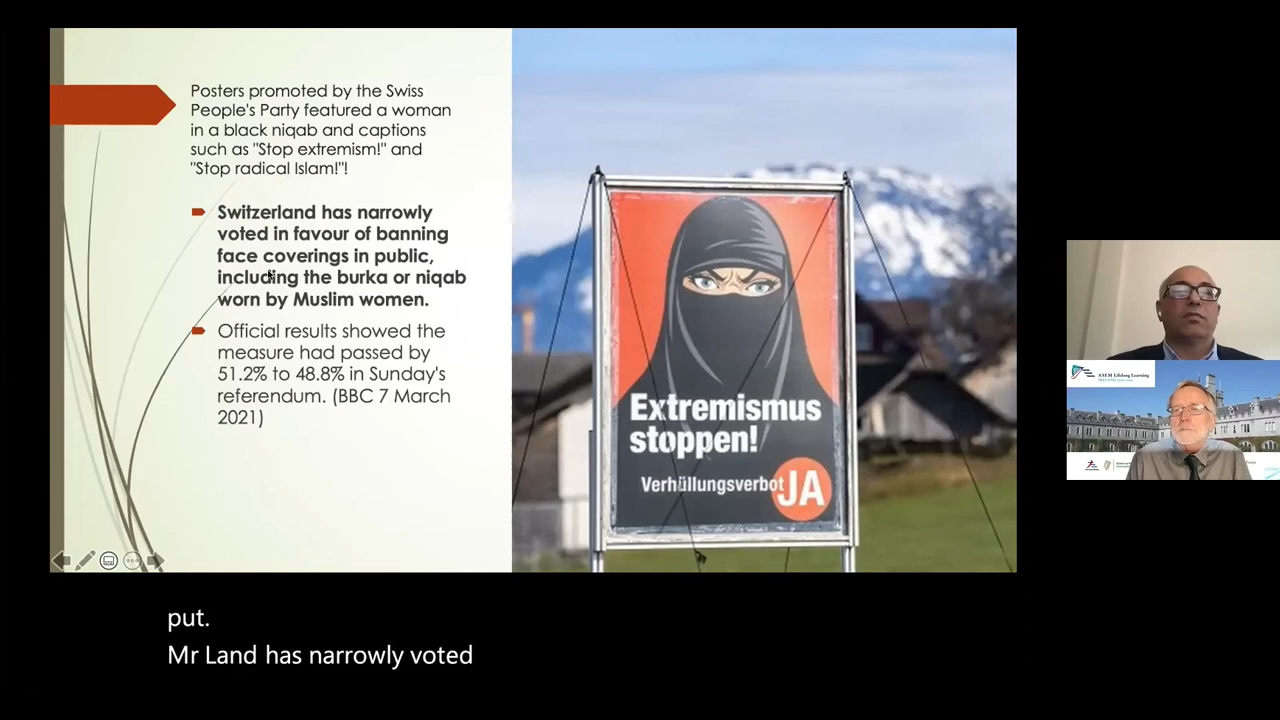 Posters promoted by the Swiss
People's Party featured a woman
in a black niqab and captions
such as "Stop extremism!" and
"Stop radical Islam!"!
Switzerland has narrowly
voted in favour of banning
face coverings in public,
including the burka or niqab
worn by Muslim women.
Official results showed the
measure had passed by
51.2% to 48.8% in Sunday's
referendum. (BBC 7 March
2021)
Extremismus
stoppen!
Verhüllungsverbot
JA
ASEM Lifelong Learning
put.
Mr Land has narrowly voted